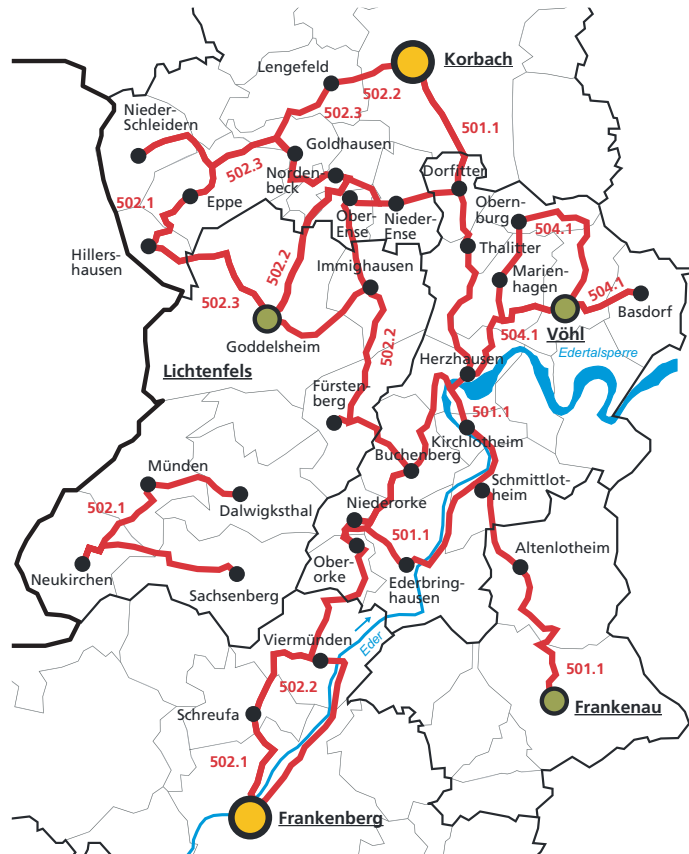 Korbach
Lengefeld
502.2
502.3
Nieder-
Schleidern
501.1
Goldhausen
502.3
Norden-
beck
Dorfitter
502.1
Eppe
Ober-
Ense
Nieder-
Ense
Obern-
burg
504.1
Hillers-
hausen
Thalitter
502.2
Immighausen
Marien-
hagen
502.3
504.1
Basdorf
Goddelsheim
502.2
504.1
Vöhl
Edertalsperre
Lichtenfels
Herzhausen
Fürsten-
berg
501.1
Kirchlotheim
Buchenberg
Münden
Schmittlot-
heim
502.1
Dalwigksthal
Niederorke
501.1
Ober-
orke
Altenlotheim
Neukirchen
Sachsenberg
Ederbring-
hausen
Viermünden
Eder
502.2
501.1
Schreufa
Frankenau
502.1
Frankenberg